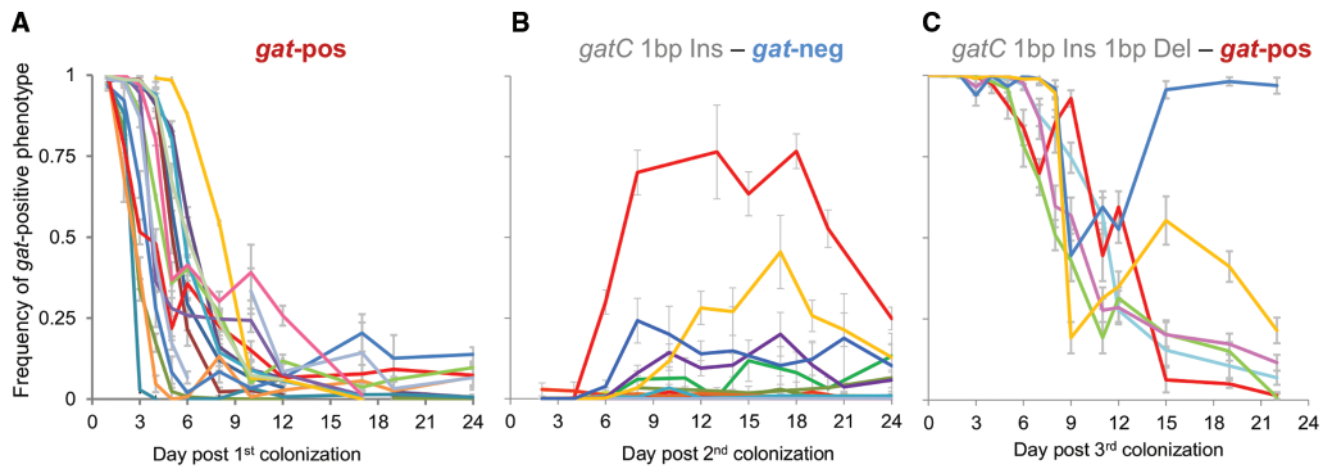 A
gat-pos
Frequency of gat-positive phenotype
1
0.75
0.5
0.25
0
0 3 6 9 12 15 18 21 24
Day post 1st colonization
B
gatC 1bp Ins – gat-neg
0 3 6 9 12 15 18 21 24
Day post 2nd colonization
C
gatC 1bp Ins 1bp Del – gat-pos
0 3 6 9 12 15 18 21 24
Day post 3rd colonization